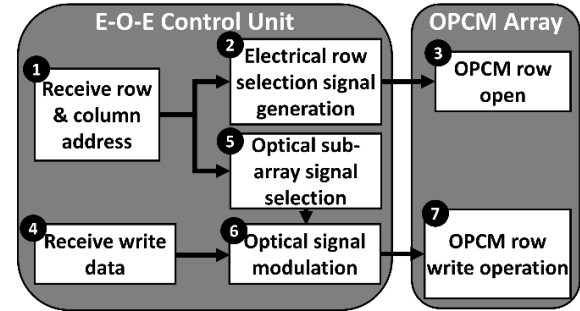 E-O-E Control Unit
OPCM Array
1
Receive row
& column
address
2
Electrical row
selection signal
generation
3
OPCM row
open
4
Receive write
data
5
Optical sub-
array signal
selection
6
Optical signal
modulation
7
OPCM row
write operation